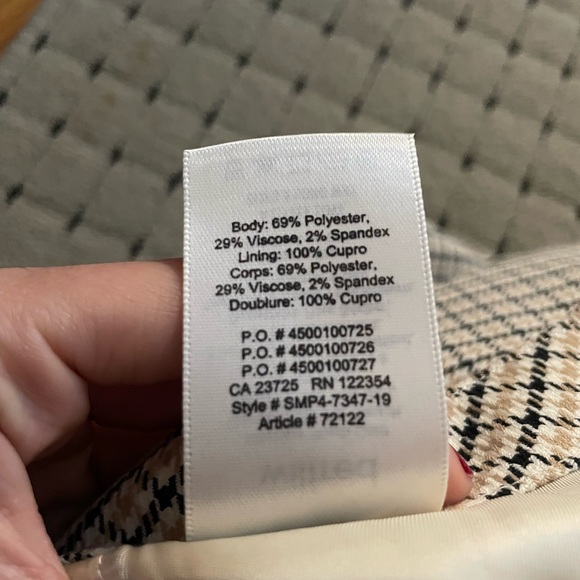 Body: 69% Polyester,
29% Viscose, 2% Spandex
Lining: 100% Cupro
Corps: 69% Polyester,
29% Viscose, 2% Spandex
Doublure: 100% Cupro
P.O. # 4500100725
P.O. # 4500100726
P.O. # 4500100727
CA 23725 RN 122354
Style # SMP4-7347-19
Article # 72122